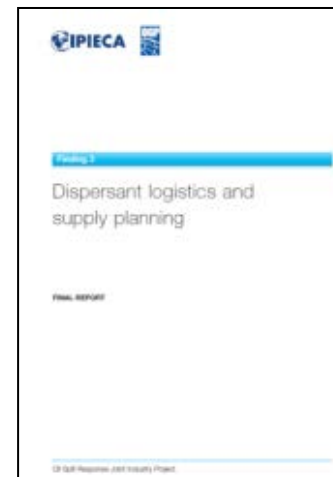 IPIECA
Finding 3
Dispersant logistics and
supply planning
FINAL REPORT
Oil Spill Response Joint Industry Project